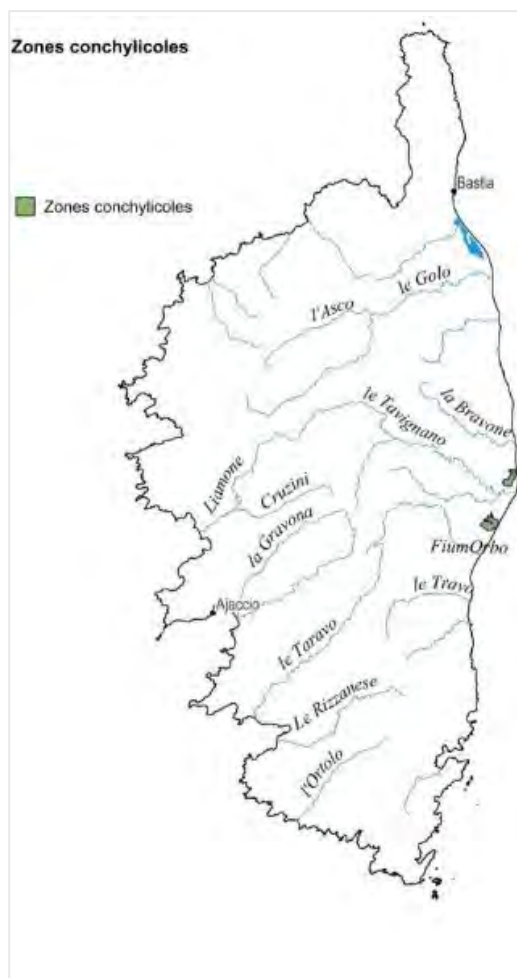 Zones conchylicoles
Bastia
Zones conchylicoles
le Golo
l'Asco
la Bravone
le Tavignano
Liamone
Cruzini
la Gravona
FiumOrbo
le Travo
Ajaccio
le Taravo
Le Rizzanese
l'Ortolo